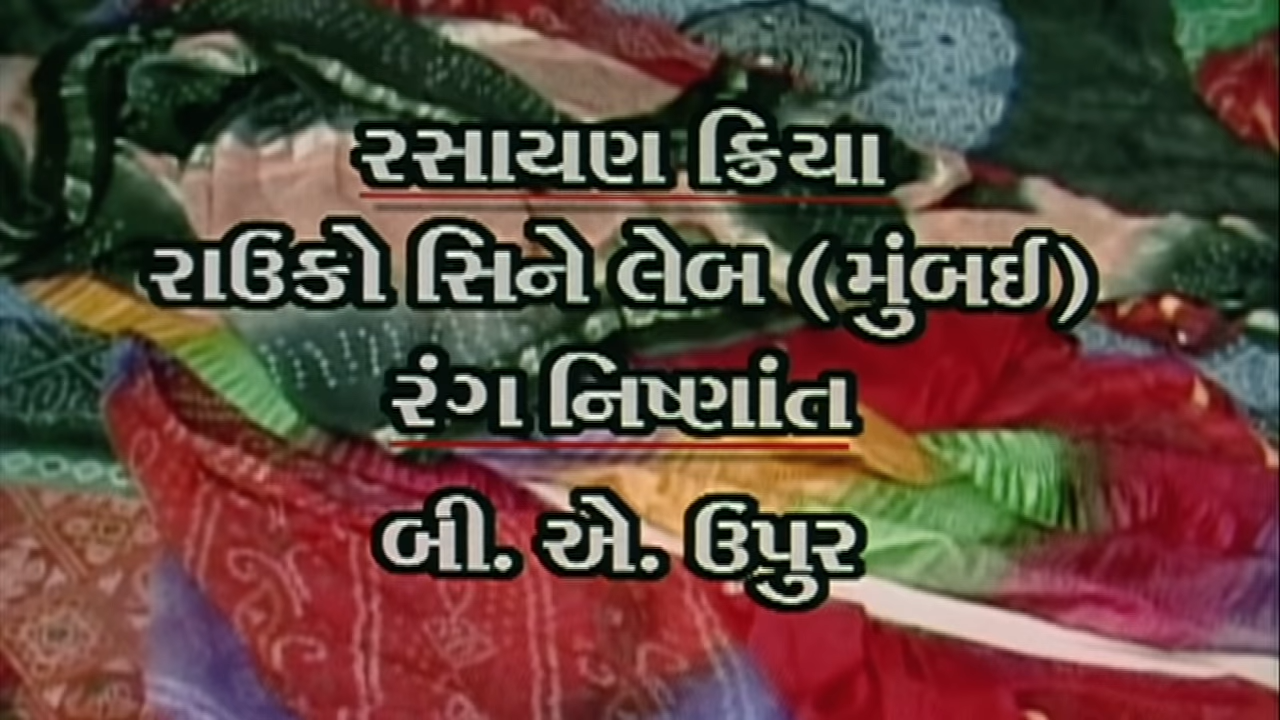 રસાયણ ક્રિયા
રાઉકો સિને લેબ (મુંબઈ)
રંગ નિષ્ણાંત
બી. એ. ઉપુર